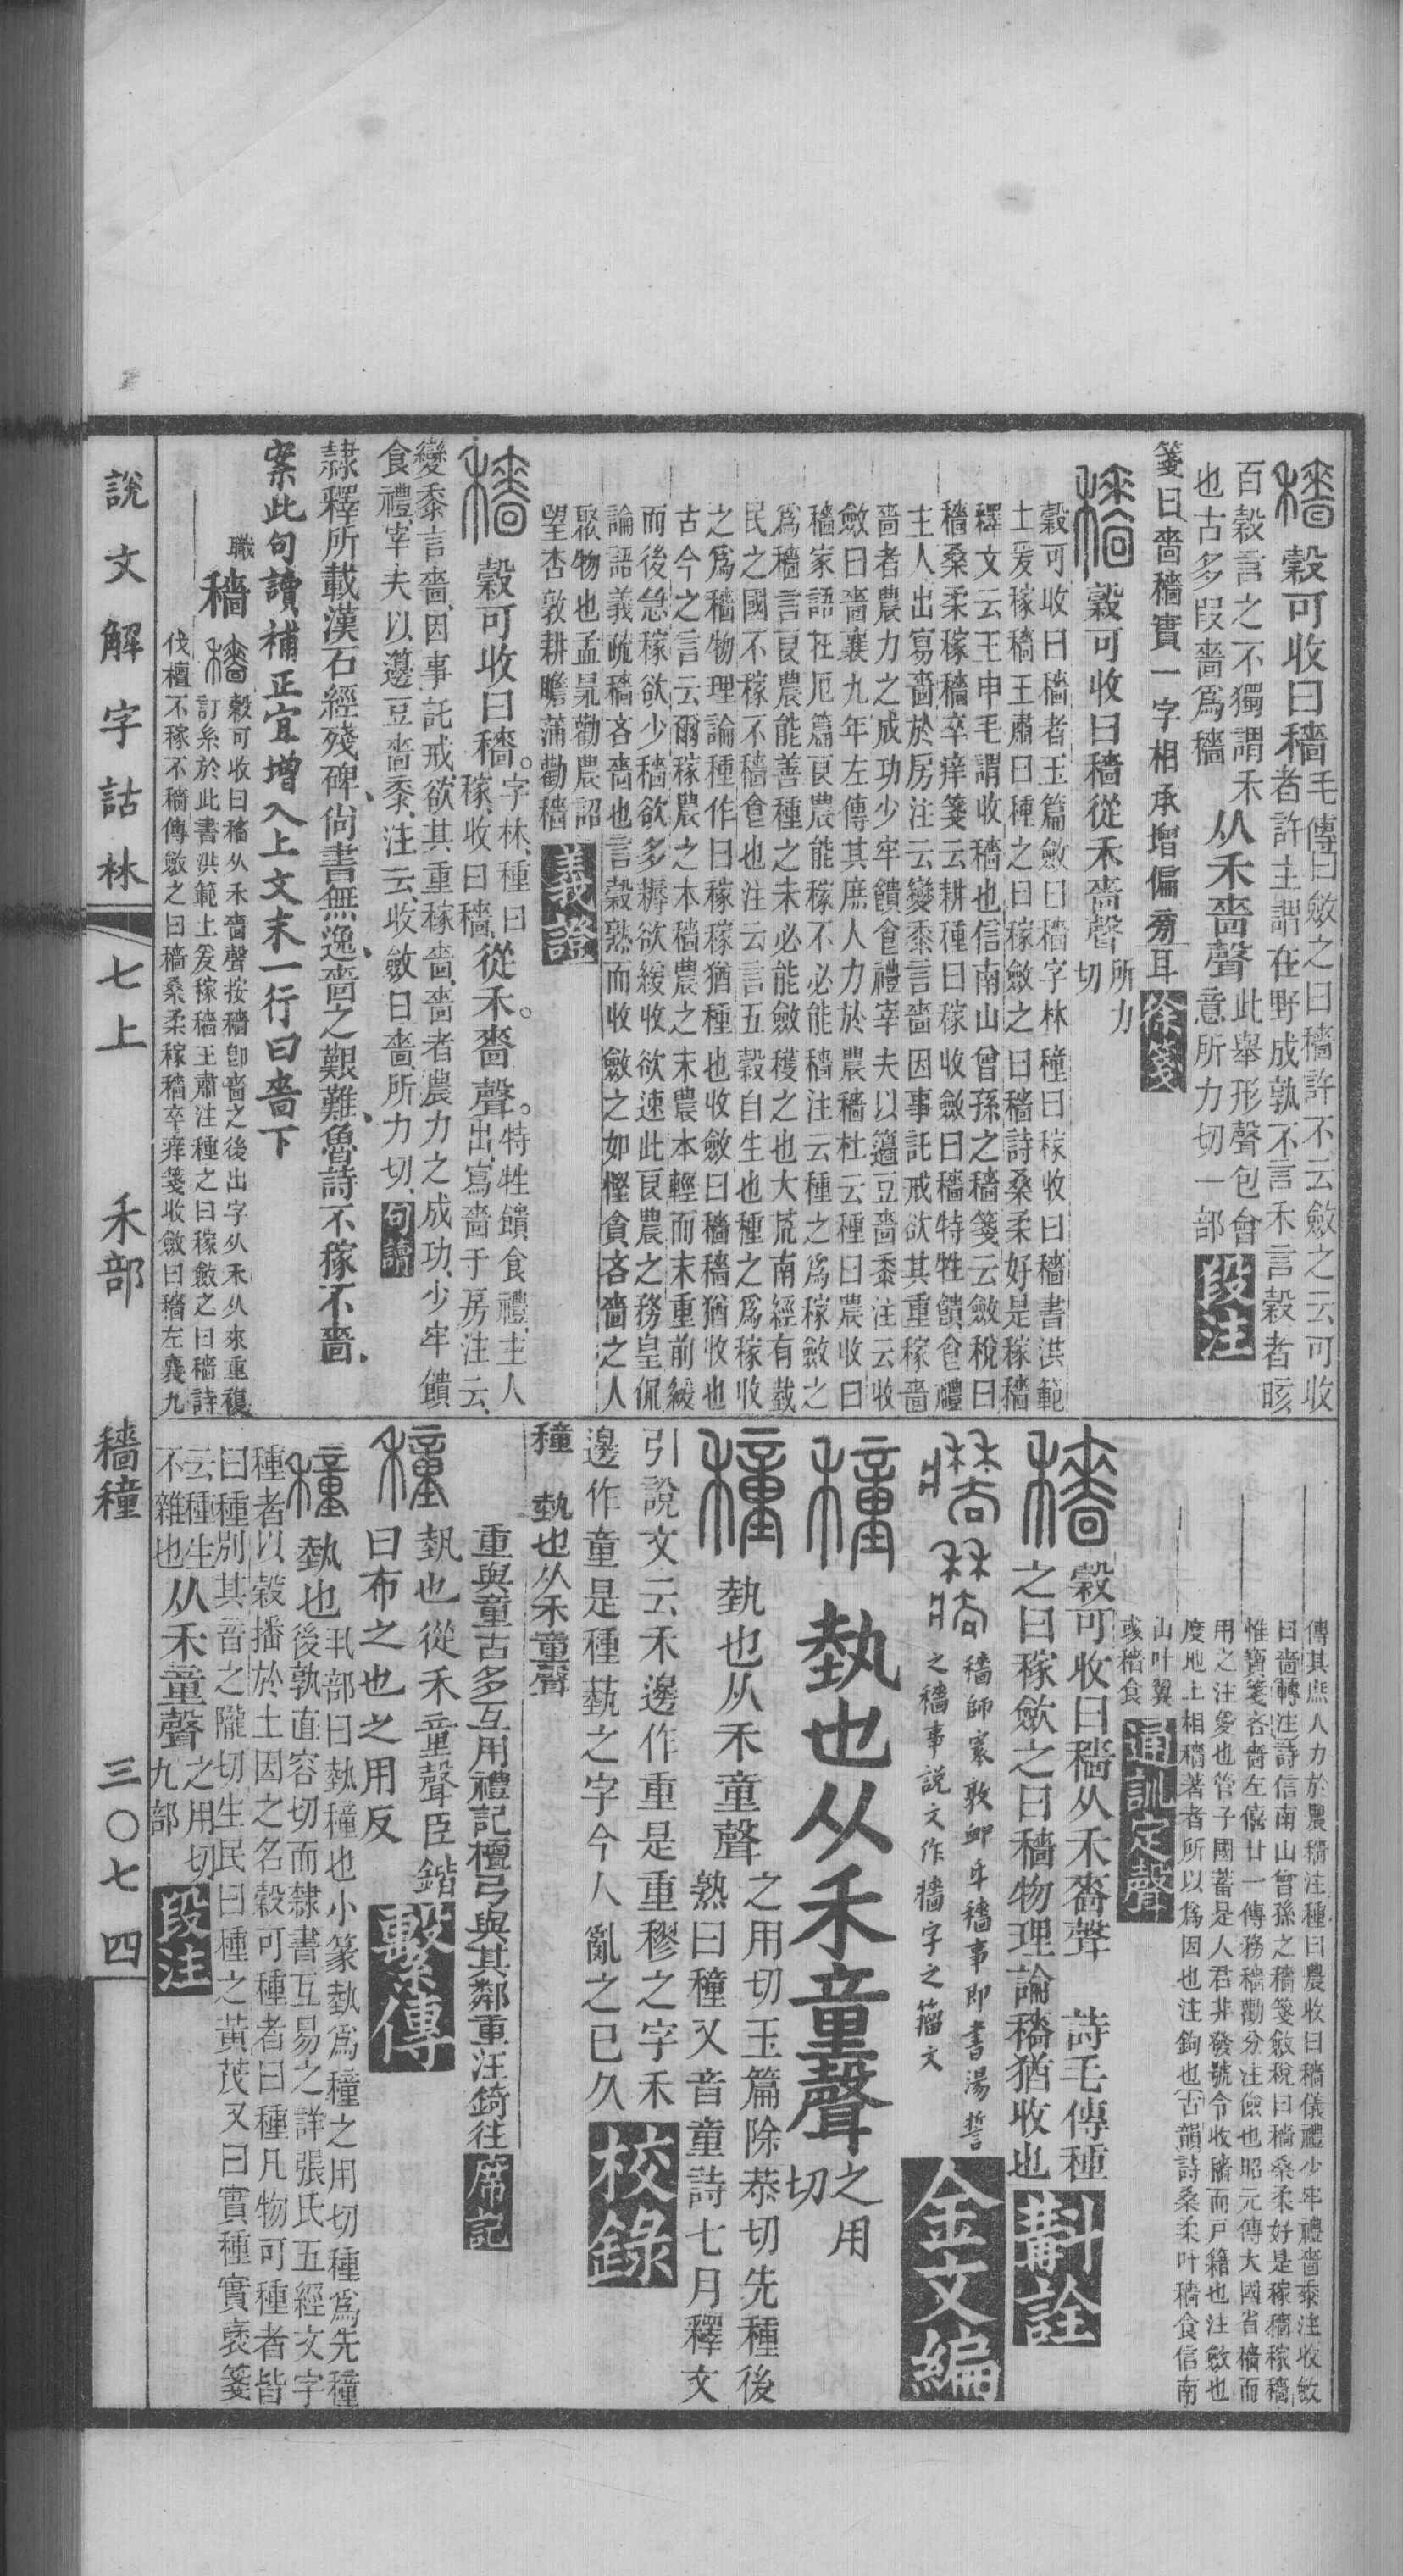 穡穀可收曰穡
毛傳曰斂之曰穡許不云斂之云可收
者許主謂在野成孰不言禾言穀者晐
百穀言之不獨謂禾
也古多叚嗇爲穡
从禾嗇聲
此舉形聲包會
意所力切一部
段注
箋曰嗇穡實一字相承增偏旁耳徐箋
穡穀可收曰穡從禾嗇聲
所力
切
穀可收曰穡者玉篇斂曰穡字林穜曰稼收曰穡書洪範
土爰稼穡王肅曰種之曰稼斂之曰穡詩桑柔好是稼穡
釋文云王申毛謂收穡也信南山曾孫之穡箋云斂稅曰
穡桑柔稼穡卒痒箋云耕種曰稼收斂曰穡特牲饋食禮
主人出寫嗇於房注云變黍言嗇因事託戒欲其重稼嗇
嗇者農力之成功少牢饋食禮宰夫以籩豆嗇黍注云收
斂曰嗇襄九年左傳其庶人力於農穡杜云種曰農收曰
穡家語在厄篇良農能稼不必能穡注云種之爲稼斂之
爲穡言良農能善種之未必能斂穫之也大荒南經有臷
民之國不稼不穡食也注云言五穀自生也種之爲稼收
之爲穡物理論種作曰稼稼猶種也收斂曰穡穡猶收也
古今之言云爾稼農之本穡農之末農本輕而末重前緩
而後急稼欲少穡欲多耨欲緩收欲速此良農之務皇侃
論語義疏穡吝嗇也言穀熟而收斂之如慳貪吝嗇之人
聚物也孟㫤勸農詔
望杏敦耕瞻蒲勸穡
義證
穡穀可收曰穡。
字林、種曰
稼、收曰穡、
從禾。嗇聲。
特牲饋食禮、主人
出、寫嗇于房注云、
變黍言嗇、因事託戒、欲其重稼嗇、嗇者農力之成功、少牢饋
食禮、宰夫以籩豆嗇黍、注云、收斂曰嗇、所力切、句讀
隸釋所載漢石經殘碑、尙書無逸、嗇之艱難、魯詩不稼不嗇、
案此句讀補正宜增入上文末一行曰嗇下
職
穡
穡穀可收曰穡从禾嗇聲按穡卽嗇之後出字从禾从來重複
訂系於此書洪範土爰稼穡王肅注種之曰稼斂之曰穡詩
伐檀不稼不穡傳斂之曰穡桑柔稼穡卒痒箋收斂曰穡左襄九
傳其庶人力於農穡注種曰農收曰穡儀禮少牢禮嗇黍注收斂
曰嗇轉注詩信南山曾孫之穡箋斂稅曰穡桑柔好是稼穡稼穡
惟寶箋吝嗇左僖廿一傳務穡勸分注儉也昭元傳大國省穡而
用之注愛也管子國蓄是人君非發號令收穡而戸籍也注斂也
度地上相穡著者所以爲因也注鉤也古韻詩桑柔叶穡食信南
山叶翼
彧穡食
通訓定聲
穡穀可收曰穡从禾嗇聲 詩毛傳種
之曰稼歛之曰穡物理論穡猶收也斠詮
穡師㝨敦䣄乍穡事即書湯誓
之穡事說文作牆字之籒文
金文編
穜埶也从禾童聲
之用
切
穜埶也从禾童聲
之用切玉篇除恭切先種後
熟曰穜又音童詩七月釋文
引說文云禾邊作重是重穋之字禾
邊作童是種蓺之字今人亂之已久
校錄
穜埶也从禾童聲
重與童古多互用禮記檀弓與其鄰重汪錡往席記
穜埶也從禾童聲臣鍇
曰布之也之用反
繫傳
穜埶也
丮部曰埶穜也小篆埶爲穜之用切種爲先穜
後孰直容切而隸書互易之詳張氏五經文字
種者以穀播於土因之名穀可種者曰種凡物可種者皆
曰種別其音之隴切生民曰種之黃茂又曰實種實褎箋
云種生
不雜也
从禾童聲
之用切
九部
段注
說文解字詁林 七上 禾部 穡穜 三〇七四